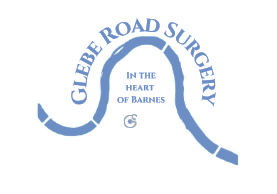 GLEBE ROAD SURGERY
IN THE
HEART
OF BARNES